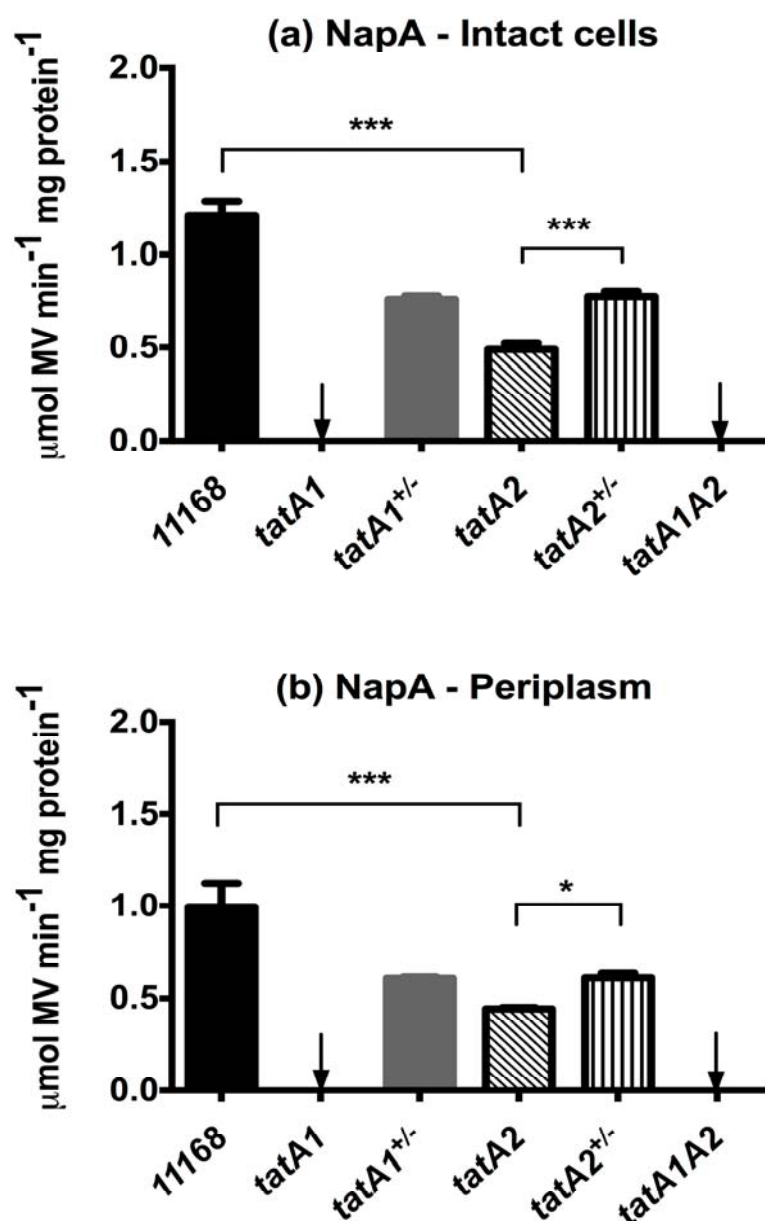 (a) NapA - Intact cells
μmol MV min⁻¹ mg protein⁻¹
2.0
1.5
1.0
0.5
0.0
***
***
11168
tatA1
tatA1⁺/⁻
tatA2
tatA2⁺/⁻
tatA1A2
(b) NapA - Periplasm
μmol MV min⁻¹ mg protein⁻¹
2.0
1.5
1.0
0.5
0.0
***
*
11168
tatA1
tatA1⁺/⁻
tatA2
tatA2⁺/⁻
tatA1A2